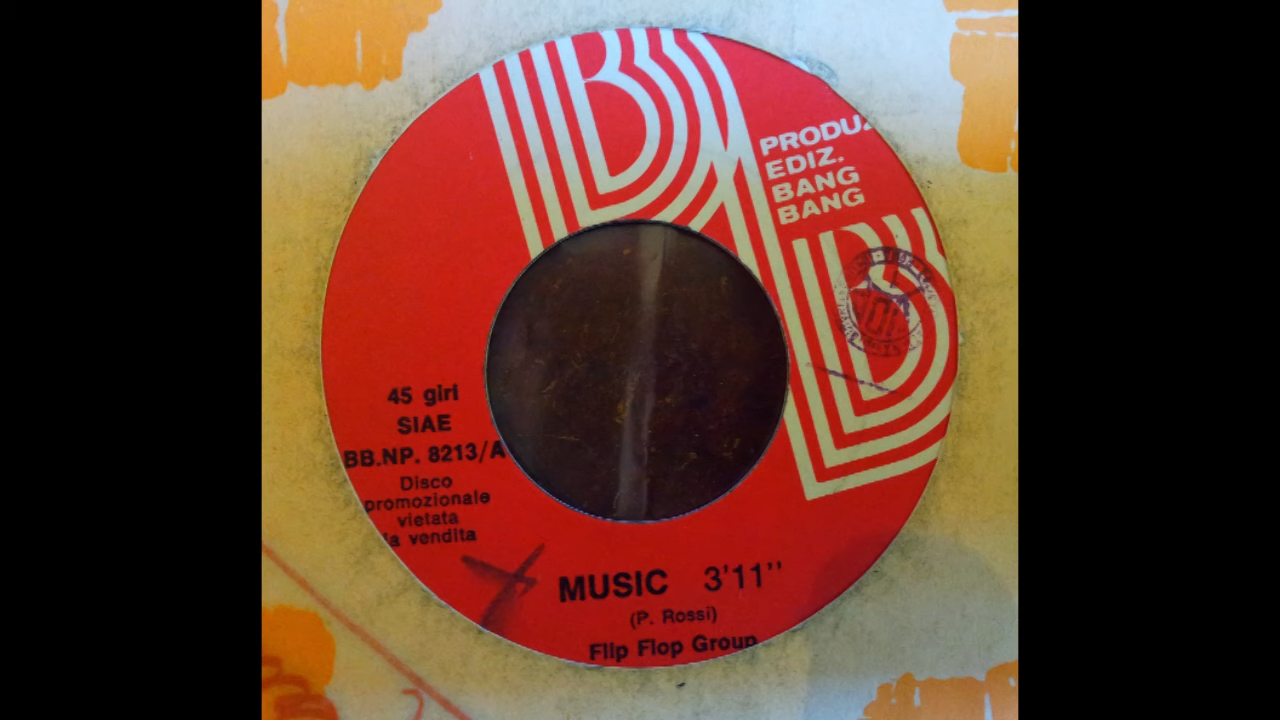 PRODUZ
EDIZ.
BANG
BANG
45 giri
SIAE
BB.NP. 8213/A
Disco
promozionale
vietata
la vendita
MUSIC 3'11"
(P. Rossi)
Flip Flop Group